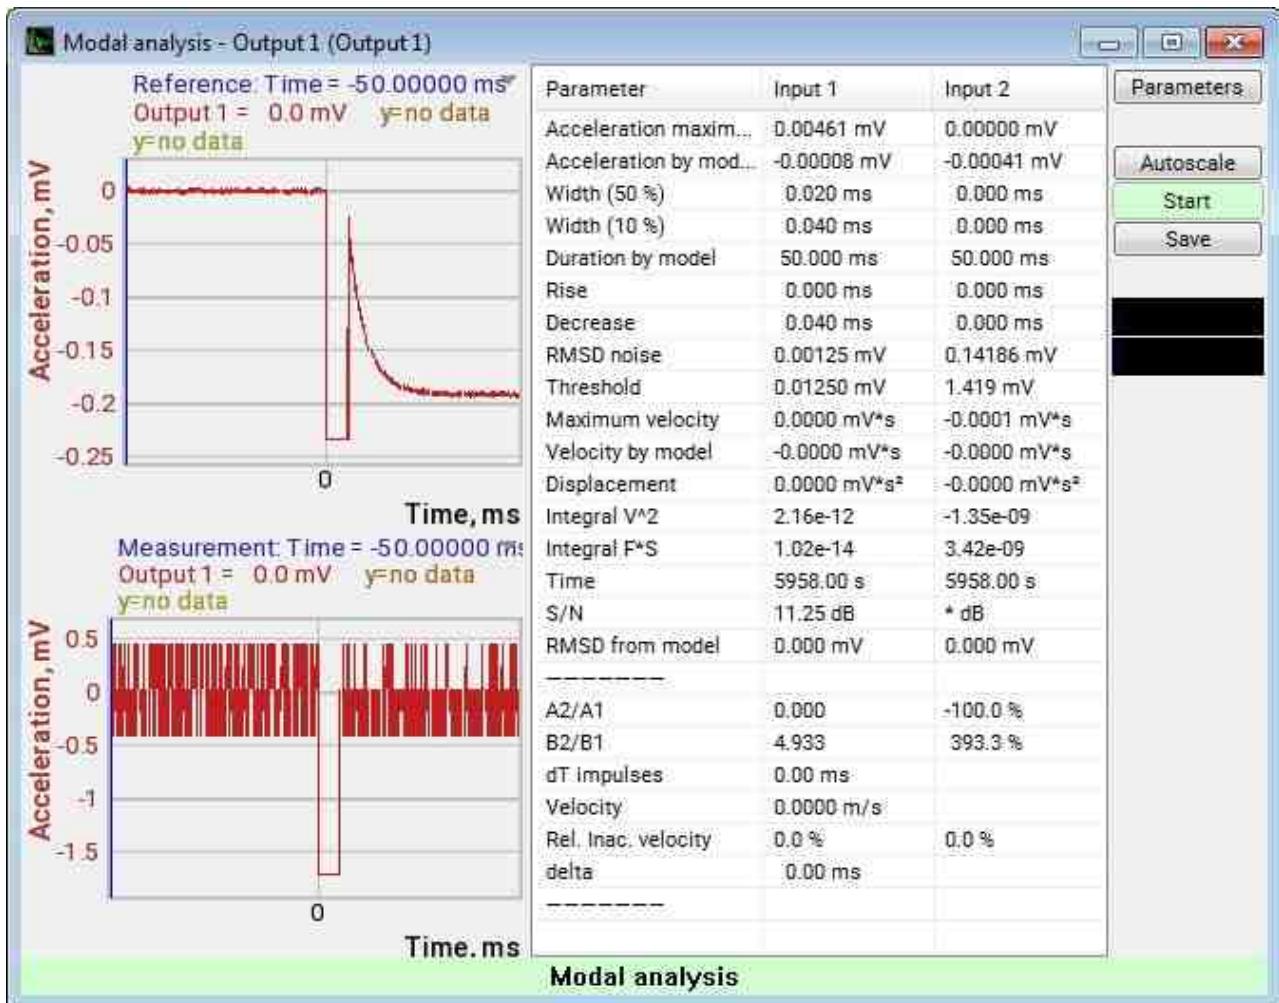 Modal analysis - Output 1 (Output 1)
Reference: Time = -50.00000 ms
Output 1 = 0.0 mV y=no data
y=no data
Acceleration, mV
0
-0.05
-0.1
-0.15
-0.2
-0.25
0
Time, ms
Measurement: Time = -50.00000 ms
Output 1 = 0.0 mV y=no data
y=no data
Acceleration, mV
0.5
0
-0.5
-1
-1.5
0
Time, ms
Parameter Input 1 Input 2
Acceleration maxim... 0.00461 mV 0.00000 mV
Acceleration by mod... -0.00008 mV -0.00041 mV
Width (50 %) 0.020 ms 0.000 ms
Width (10 %) 0.040 ms 0.000 ms
Duration by model 50.000 ms 50.000 ms
Rise 0.000 ms 0.000 ms
Decrease 0.040 ms 0.000 ms
RMSD noise 0.00125 mV 0.14186 mV
Threshold 0.01250 mV 1.419 mV
Maximum velocity 0.0000 mV*s -0.0001 mV*s
Velocity by model -0.0000 mV*s -0.0000 mV*s
Displacement 0.0000 mV*s² -0.0000 mV*s²
Integral V^2 2.16e-12 -1.35e-09
Integral F*S 1.02e-14 3.42e-09
Time 5958.00 s 5958.00 s
S/N 11.25 dB * dB
RMSD from model 0.000 mV 0.000 mV
-------
A2/A1 0.000 -100.0 %
B2/B1 4.933 393.3 %
dT impulses 0.00 ms
Velocity 0.0000 m/s
Rel. Inac. velocity 0.0 % 0.0 %
delta 0.00 ms
-------
Parameters
Autoscale
Start
Save
Modal analysis